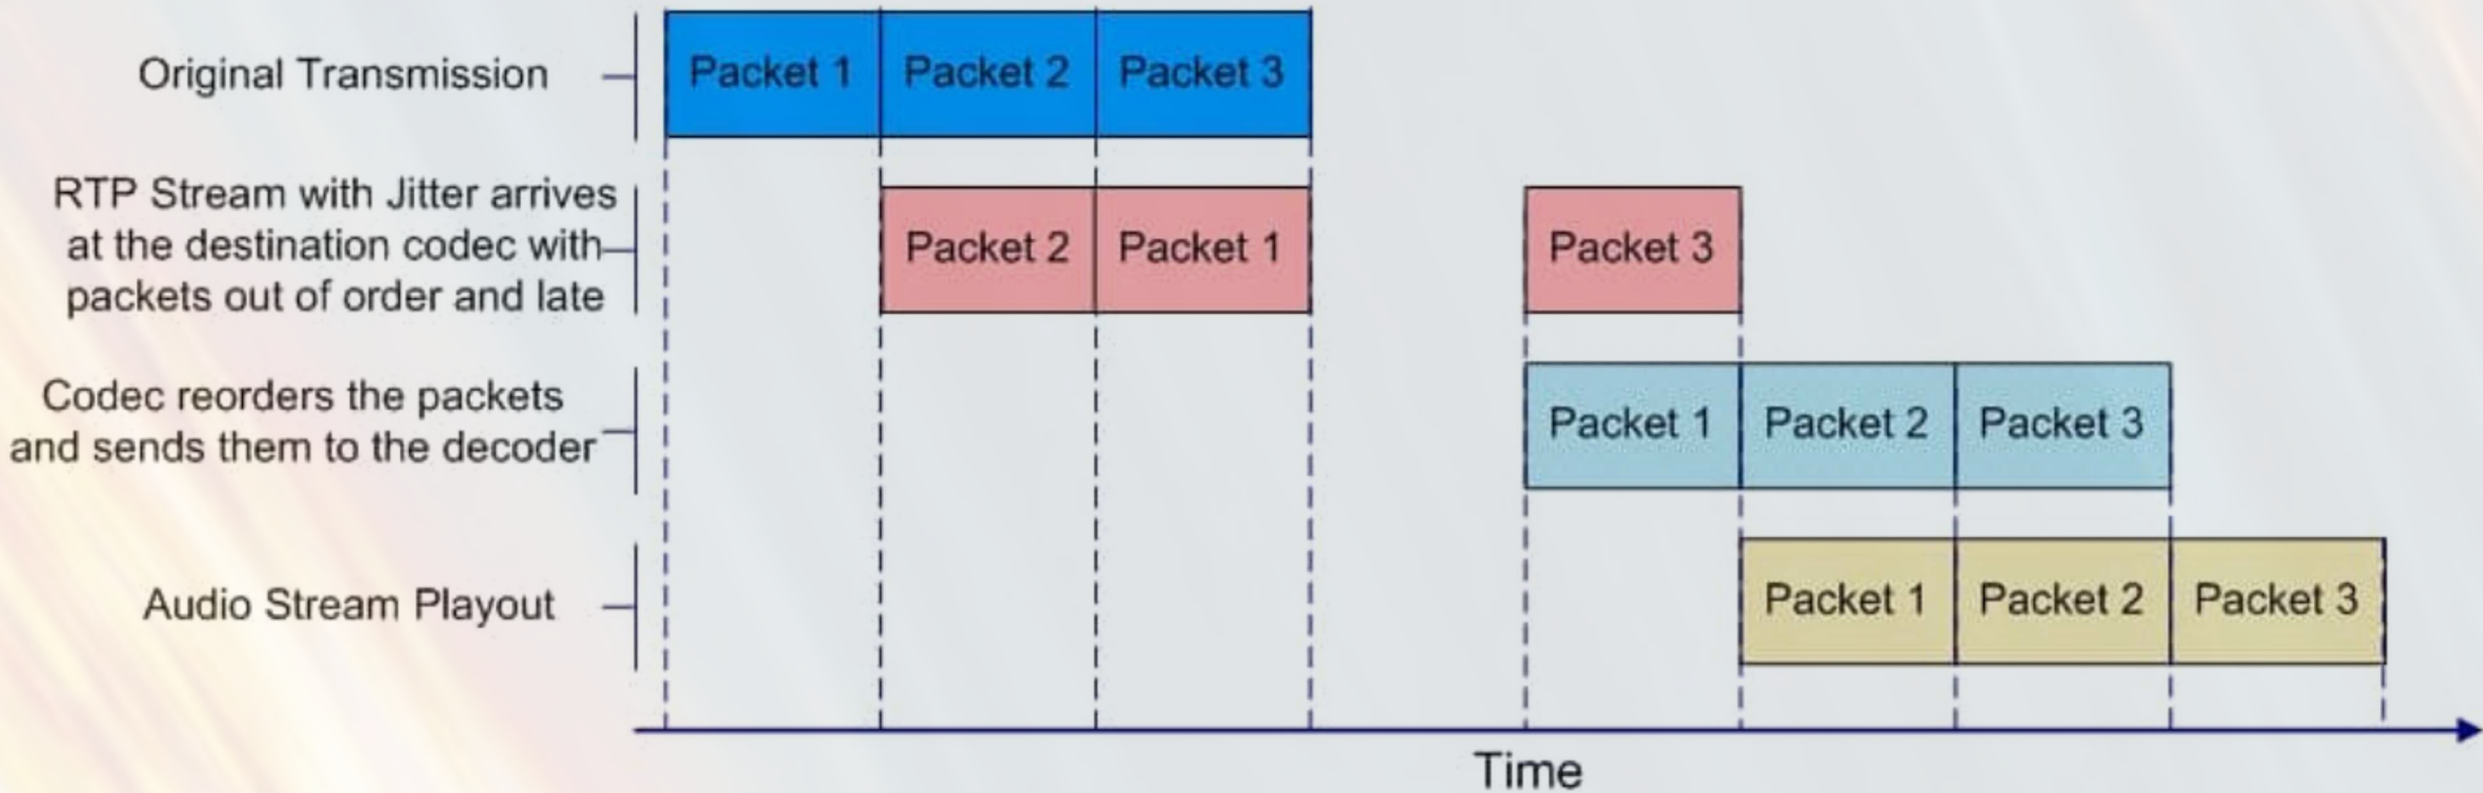 Original Transmission
Packet 1
Packet 2
Packet 3
RTP Stream with Jitter arrives
at the destination codec with
packets out of order and late
Packet 2
Packet 1
Packet 3
Codec reorders the packets
and sends them to the decoder
Packet 1
Packet 2
Packet 3
Audio Stream Playout
Packet 1
Packet 2
Packet 3
Time